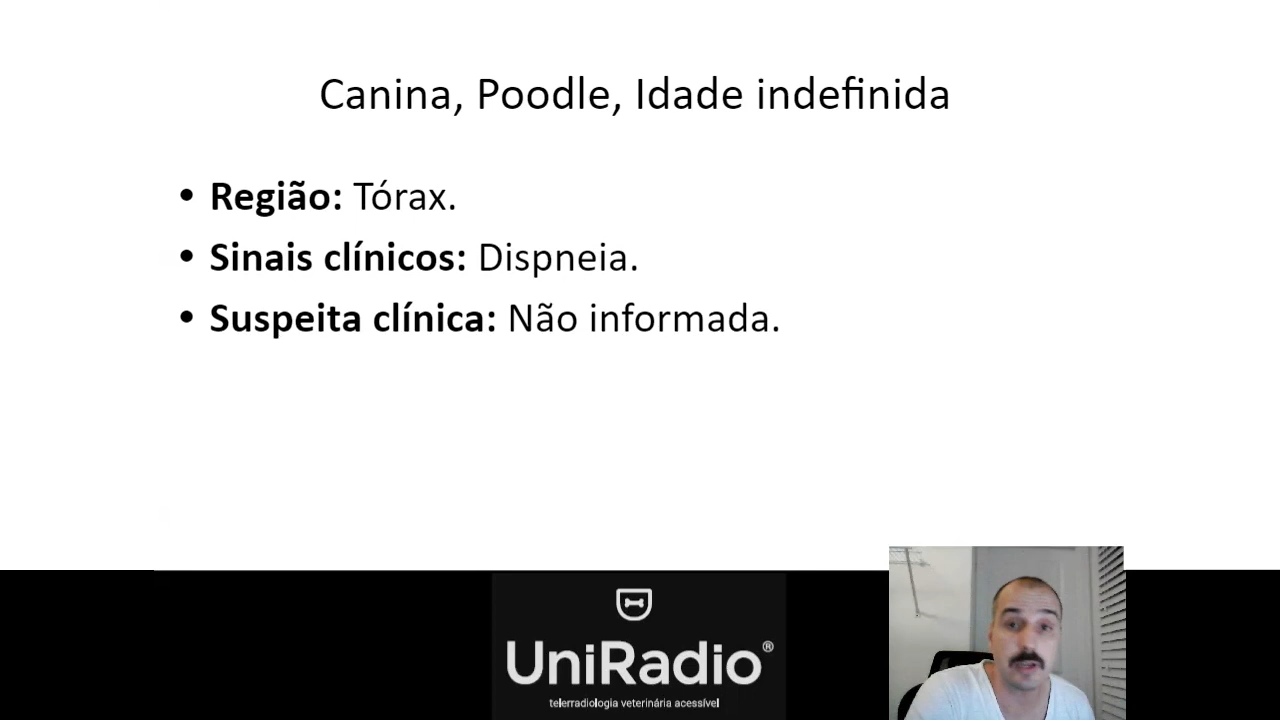 Canina, Poodle, Idade indefinida
• Região: Tórax.
• Sinais clínicos: Dispneia.
• Suspeita clínica: Não informada.
UniRadio®
telerradiologia veterinária acessível